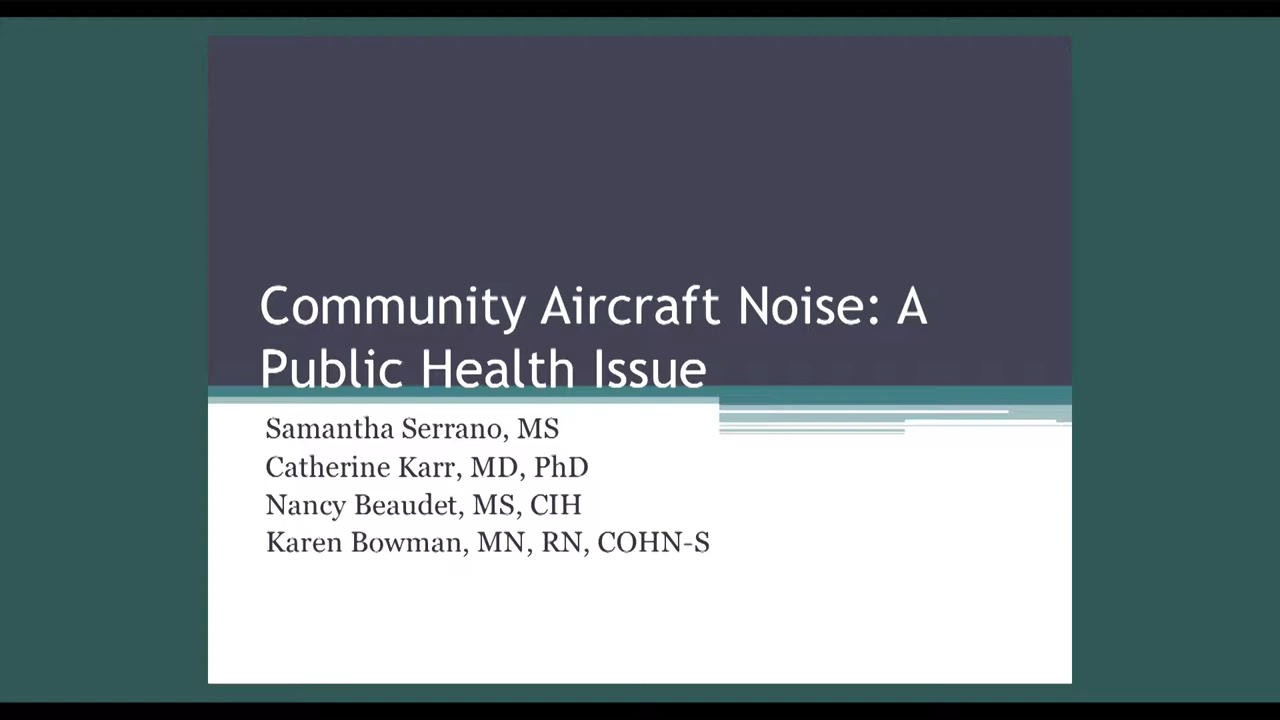 Community Aircraft Noise: A
Public Health Issue
Samantha Serrano, MS
Catherine Karr, MD, PhD
Nancy Beaudet, MS, CIH
Karen Bowman, MN, RN, COHN-S